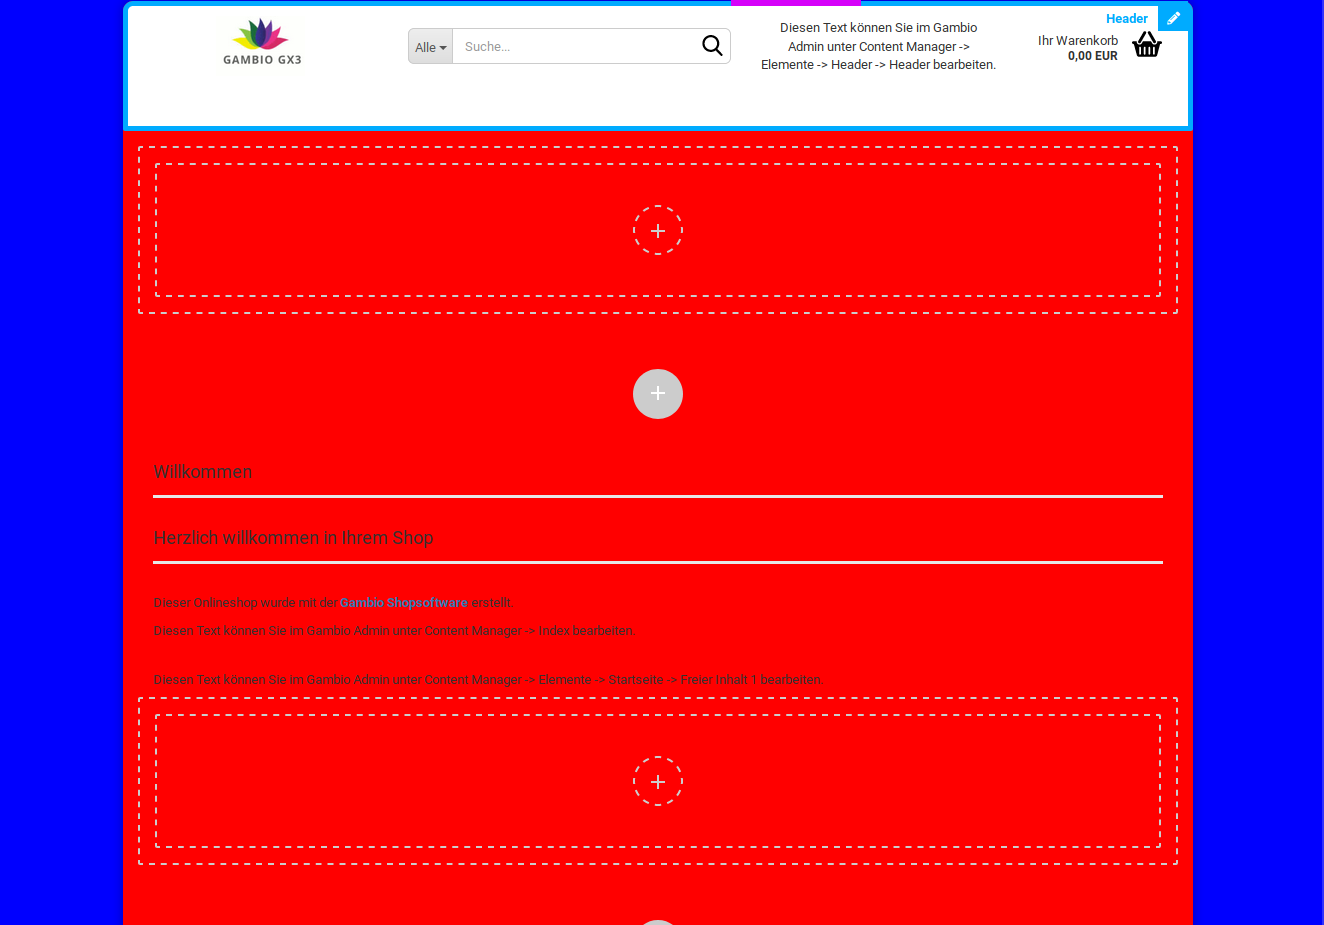 Header
GAMBIO GX3
Alle
Suche...
Diesen Text können Sie im Gambio
Admin unter Content Manager ->
Elemente -> Header -> Header bearbeiten.
Ihr Warenkorb
0,00 EUR
Willkommen
Herzlich willkommen in Ihrem Shop
Dieser Onlineshop wurde mit der Gambio Shopsoftware erstellt.
Diesen Text können Sie im Gambio Admin unter Content Manager -> Index bearbeiten.
Diesen Text können Sie im Gambio Admin unter Content Manager -> Elemente -> Startseite -> Freier Inhalt 1 bearbeiten.